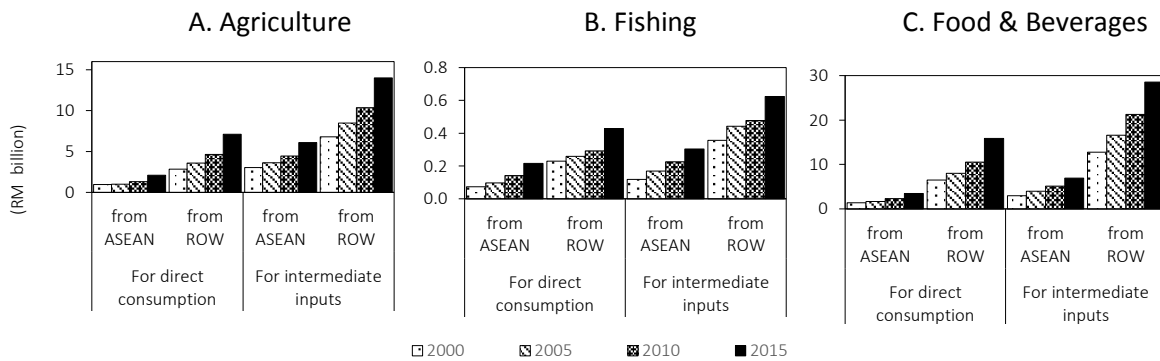 A. Agriculture
B. Fishing
C. Food & Beverages
(RM billion)
15
10
5
0
from ASEAN
from ROW
from ASEAN
from ROW
For direct consumption
For intermediate inputs
0.8
0.6
0.4
0.2
0.0
from ASEAN
from ROW
from ASEAN
from ROW
For direct consumption
For intermediate inputs
30
20
10
0
from ASEAN
from ROW
from ASEAN
from ROW
For direct consumption
For intermediate inputs
2000 2005 2010 2015